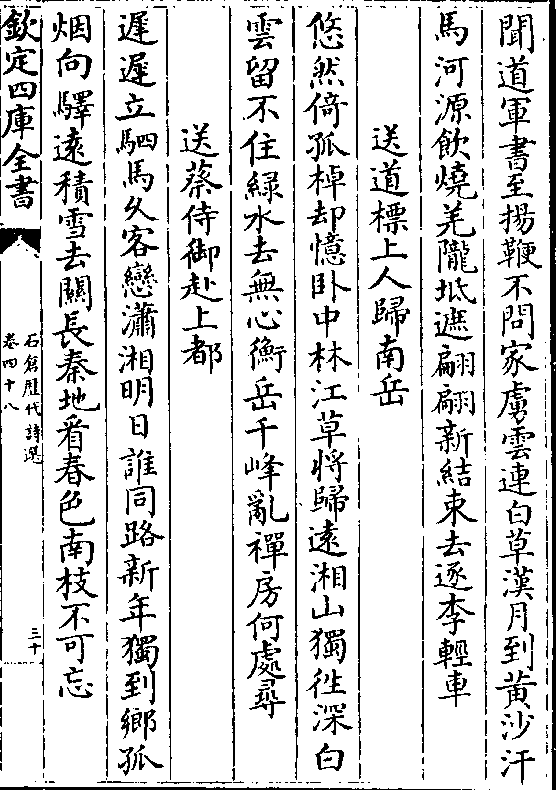 聞道軍書至揚鞭不問家虜雲連白草漢月到黃沙汗
馬河源飲燒羌隴坻遮翩翩新結束去逐李輕車
送道標上人歸南岳
悠然倚孤棹却憶卧中林江草將歸遠湘山獨徃深白
雲留不住綠水去無心衡岳千峰亂禪房何處尋
送蔡侍御赴上都
遲遲立駟馬久客戀瀟湘明日誰同路新年獨到鄉孤
烟向驛遠積雪去關長秦地看春色南枝不可忘
欽定四庫全書
石倉歴代詩選
卷四十八
三十